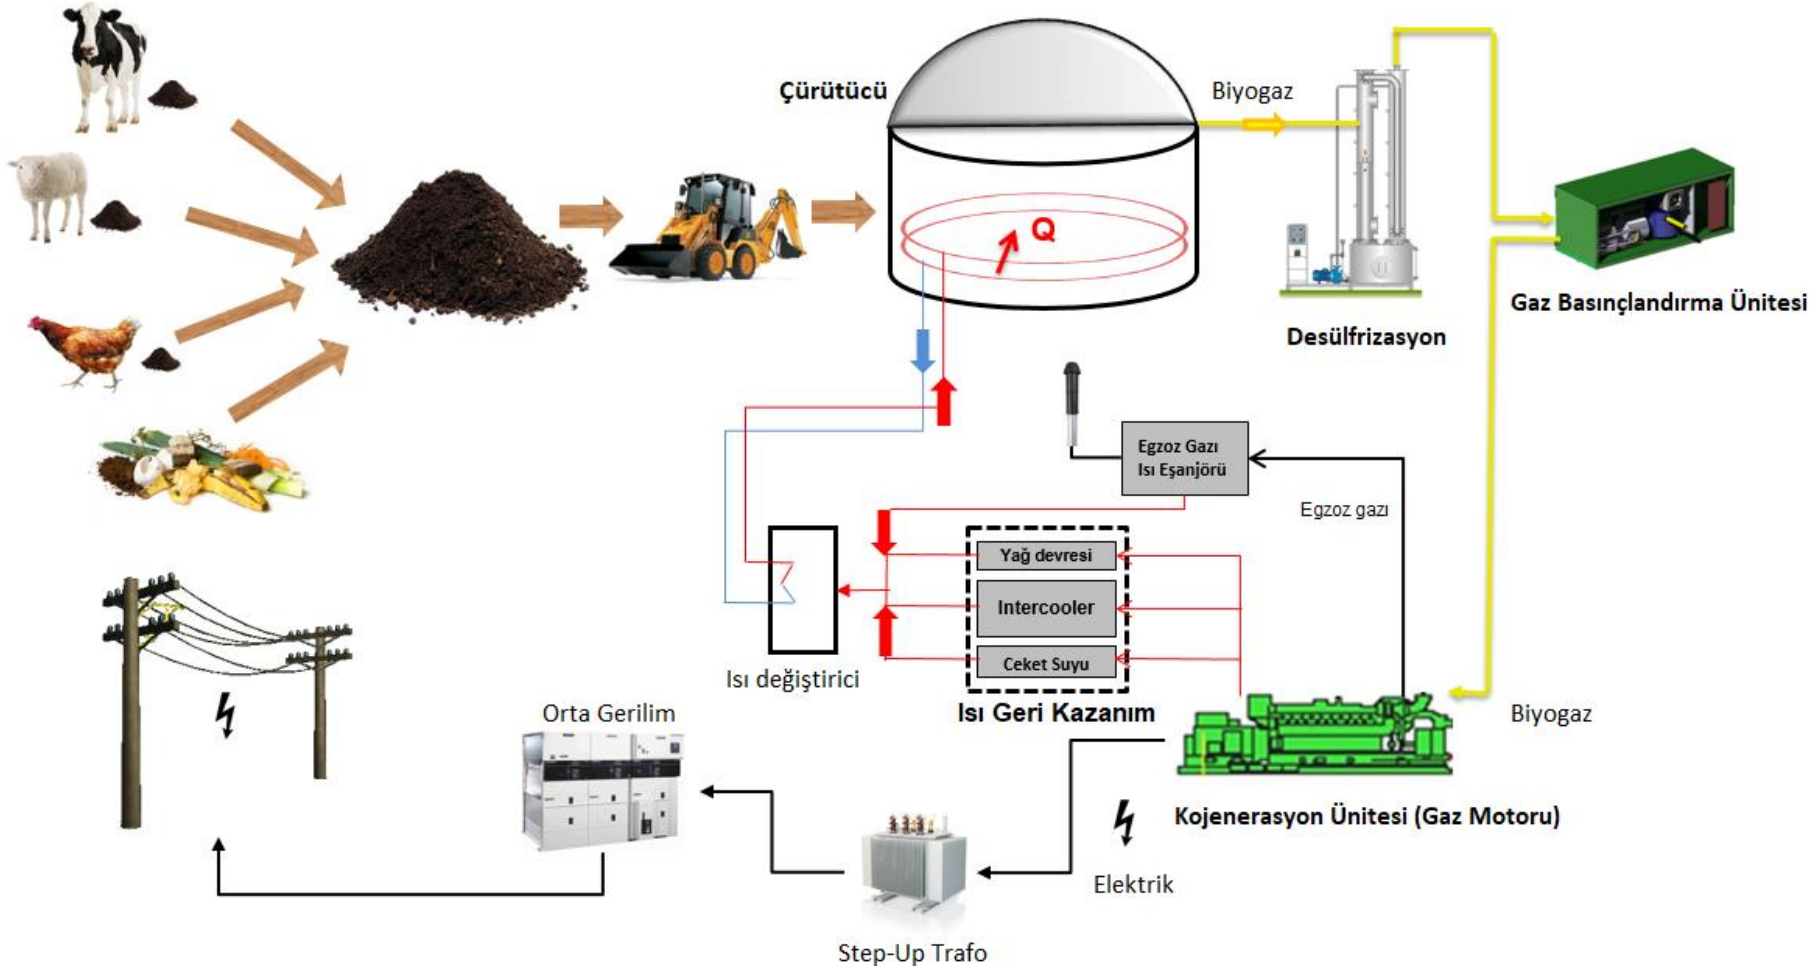 Çürütücü
Biyogaz
Q
Desülfrizasyon
Gaz Basınçlandırma Ünitesi
Egzoz Gazı
Isı Eşanjörü
Egzoz gazı
Yağ devresi
Intercooler
Ceket Suyu
Isı değiştirici
Isı Geri Kazanım
Biyogaz
Orta Gerilim
Kojenerasyon Ünitesi (Gaz Motoru)
Elektrik
Step-Up Trafo